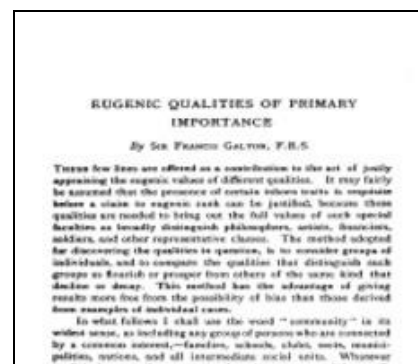 EUGENIC QUALITIES OF PRIMARY
IMPORTANCE
By SIR FRANCIS GALTON, F.R.S.
THESE few lines are offered as a contribution to the art of justly
appraising the eugenic values of different qualities. It may fairly
be assumed that the presence of certain inborn traits is requisite
before a claim to eugenic rank can be justified, because these
qualities are needed to bring out the full values of such special
faculties as broadly distinguish philosophers, artists, financiers,
soldiers, and other representative classes. The method adopted
for discovering the qualities in question, is to consider groups of
individuals, and to compare the qualities that distinguish such
groups as flourish or prosper from others of the same kind that
decline or decay. This method has the advantage of giving
results more free from the possibility of bias than those derived
from examples of individual cases.
In what follows I shall use the word "community" in its
widest sense, as including any group of persons who are connected
by a common interest,—families, schools, clubs, sects, munici-
palities, nations, and all intermediate social units. Whatever